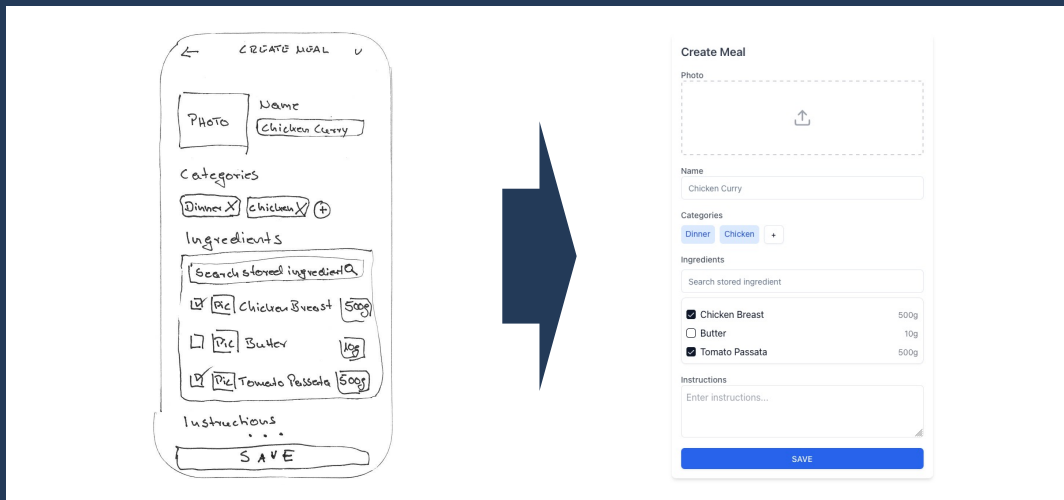 CREATE MEAL
PHOTO
Name
Chicken Curry
Categories
Dinner X Chicken X +
Ingredients
Search stored ingredient
Pic Chicken Breast 500g
Pic Butter 10g
Pic Tomato Passata 500g
Instructions
...
SAVE
Create Meal
Photo
Name
Chicken Curry
Categories
Dinner Chicken +
Ingredients
Search stored ingredient
Chicken Breast 500g
Butter 10g
Tomato Passata 500g
Instructions
Enter instructions...
SAVE